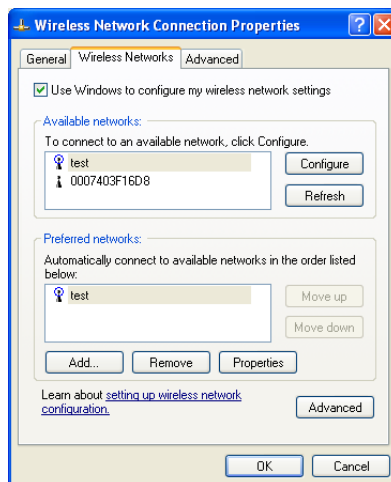 Wireless Network Connection Properties
General Wireless Networks Advanced
Use Windows to configure my wireless network settings
Available networks:
To connect to an available network, click Configure.
test
0007403F16D8
Configure
Refresh
Preferred networks:
Automatically connect to available networks in the order listed
below:
test
Move up
Move down
Add... Remove Properties
Learn about setting up wireless network
configuration.
Advanced
OK Cancel